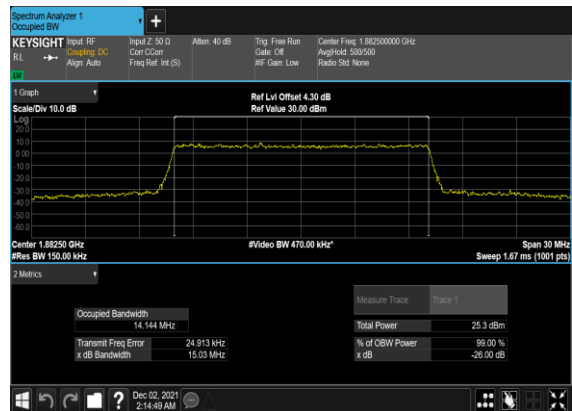 Spectrum Analyzer 1
Occupied BW
+
KEYSIGHT Input: RF Input Z: 50 Ω Atten: 40 dB Trig: Free Run Center Freq: 1.882500000 GHz
RL Coupling: DC Corr CCorr Gate: Off Avg|Hold: 500/500
Align: Auto Freq Ref: Int (S) #IF Gain: Low Radio Std: None
LW
1 Graph
Ref Lvl Offset 4.30 dB
Scale/Div 10.0 dB Ref Value 30.00 dBm
Log
20.0
10.0
0.00
-10.0
-20.0
-30.0
-40.0
-50.0
-60.0
Center 1.88250 GHz #Video BW 470.00 kHz* Span 30 MHz
#Res BW 150.00 kHz Sweep 1.67 ms (1001 pts)
2 Metrics
Measure Trace Trace 1
Occupied Bandwidth
14.144 MHz Total Power 25.3 dBm
Transmit Freq Error 24.913 kHz % of OBW Power 99.00 %
x dB Bandwidth 15.03 MHz x dB -26.00 dB
? Dec 02, 2021
2:14:49 AM